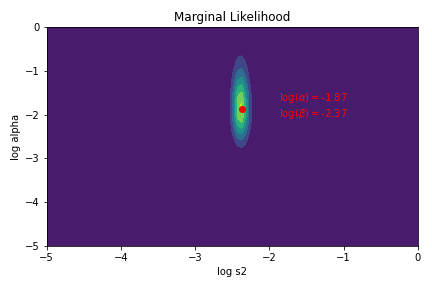 Marginal Likelihood
0
−1
log(α) = -1.87
−2
log(β) = -2.37
log alpha
−3
−4
−5
−5 −4 −3 −2 −1 0
log s2